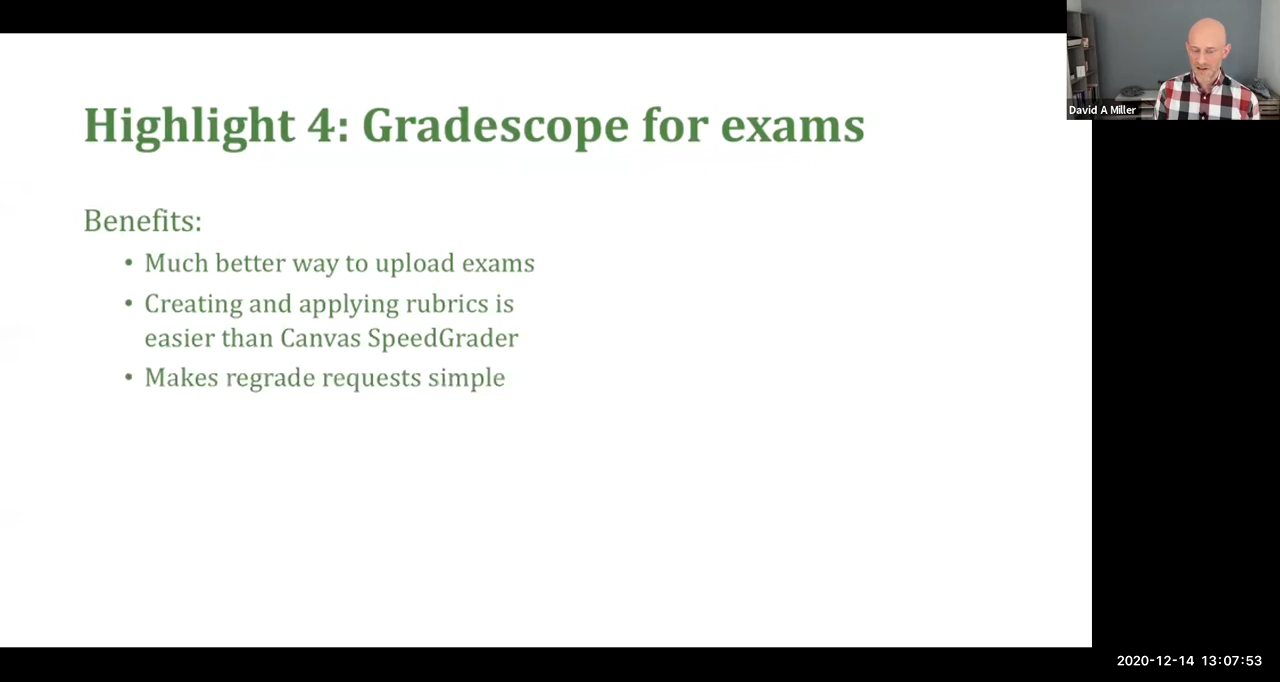 Highlight 4: Gradescope for exams
Benefits:
• Much better way to upload exams
• Creating and applying rubrics is
easier than Canvas SpeedGrader
• Makes regrade requests simple
David A Miller
2020-12-14 13:07:53